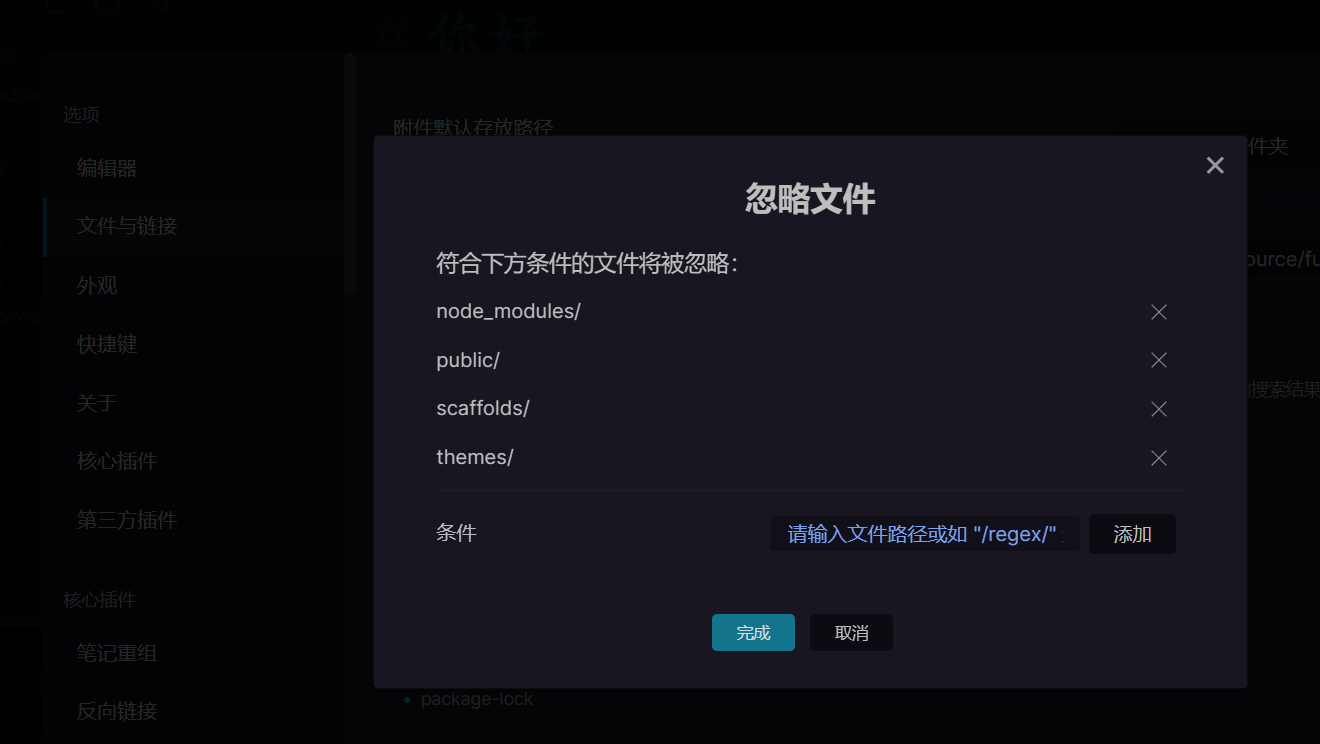 # 你好
选项
编辑器
文件与链接
外观
快捷键
关于
核心插件
第三方插件
核心插件
笔记重组
反向链接
附件默认存放路径
件夹
ource/fu
搜索结果
忽略文件
符合下方条件的文件将被忽略：
node_modules/
public/
scaffolds/
themes/
条件
请输入文件路径或如 "/regex/"
添加
完成
取消
package-lock